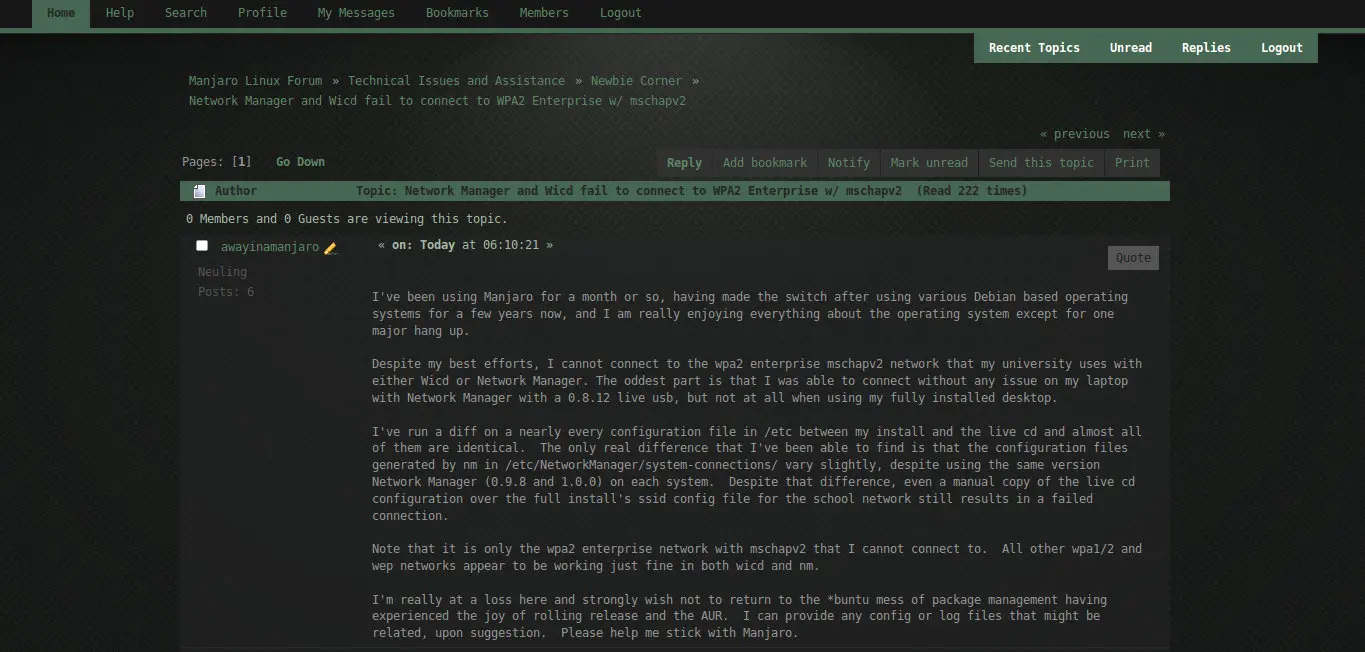 Home Help Search Profile My Messages Bookmarks Members Logout
Recent Topics Unread Replies Logout
Manjaro Linux Forum » Technical Issues and Assistance » Newbie Corner »
Network Manager and Wicd fail to connect to WPA2 Enterprise w/ mschapv2
« previous next »
Pages: [1] Go Down
Reply Add bookmark Notify Mark unread Send this topic Print
Author Topic: Network Manager and Wicd fail to connect to WPA2 Enterprise w/ mschapv2 (Read 222 times)
0 Members and 0 Guests are viewing this topic.
awayinamanjaro « on: Today at 06:10:21 »
Quote
Neuling
Posts: 6
I've been using Manjaro for a month or so, having made the switch after using various Debian based operating
systems for a few years now, and I am really enjoying everything about the operating system except for one
major hang up.
Despite my best efforts, I cannot connect to the wpa2 enterprise mschapv2 network that my university uses with
either Wicd or Network Manager. The oddest part is that I was able to connect without any issue on my laptop
with Network Manager with a 0.8.12 live usb, but not at all when using my fully installed desktop.
I've run a diff on a nearly every configuration file in /etc between my install and the live cd and almost all
of them are identical.  The only real difference that I've been able to find is that the configuration files
generated by nm in /etc/NetworkManager/system-connections/ vary slightly, despite using the same version
Network Manager (0.9.8 and 1.0.0) on each system.  Despite that difference, even a manual copy of the live cd
configuration over the full install's ssid config file for the school network still results in a failed
connection.
Note that it is only the wpa2 enterprise network with mschapv2 that I cannot connect to.  All other wpa1/2 and
wep networks appear to be working just fine in both wicd and nm.
I'm really at a loss here and strongly wish not to return to the *buntu mess of package management having
experienced the joy of rolling release and the AUR.  I can provide any config or log files that might be
related, upon suggestion.  Please help me stick with Manjaro.